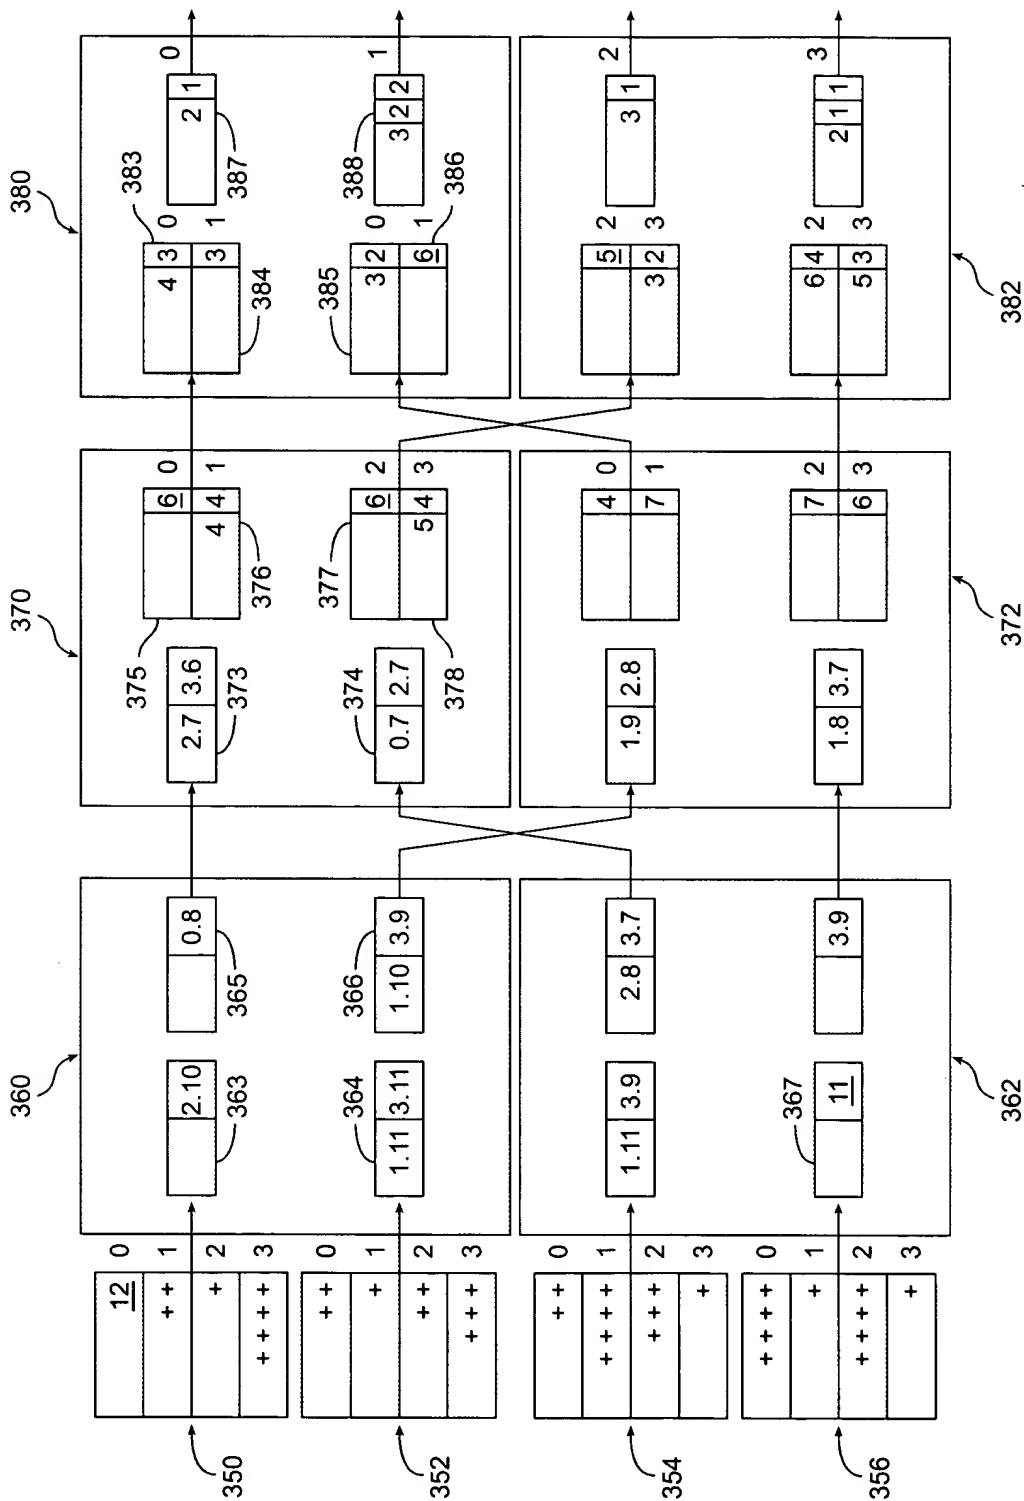 360 370 380
12 0
375 383
+ + 1 6 0 4 3 0 0
2.10 0.8 2.7 3.6 2 1
+ 2 4 4 1 3 1
350 363 365 373 387
+ + + + 3 376 384
+ + 0 377 385
364 366 374 388
+ 1 6 2 3 2 0 1
1.11 3.11 1.10 3.9 0.7 2.7 3 2 2
+ + 2 5 4 3 6 1
352 378 386
+ + + 3
+ + 0
+ + + + 1 4 0 5 2 2
1.11 3.9 2.8 3.7 1.9 2.8 3 1
+ + + 2 7 1 3 2 3
354
+ 3
+ + + + 0
367
+ 1 7 2 6 4 2 3
11 3.9 1.8 3.7 2 1 1
+ + + + 2 6 3 5 3 3
356
+ 3
362 372 382